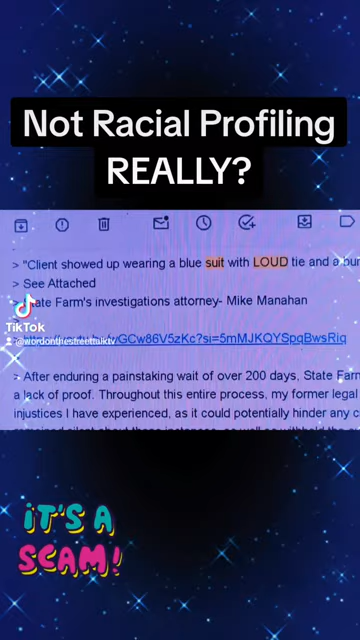 Not Racial Profiling
REALLY?
> "Client showed up wearing a blue suit with LOUD tie and a bur
> See Attached
> State Farm's investigations attorney- Mike Manahan
GCw86V5zKc?si=5mMJKQYSpqBwsRiq
TikTok
@wordonthestreettalktv
> After enduring a painstaking wait of over 200 days, State Farm
a lack of proof. Throughout this entire process, my former legal
injustices I have experienced, as it could potentially hinder any c
iT'S A
SCAM!